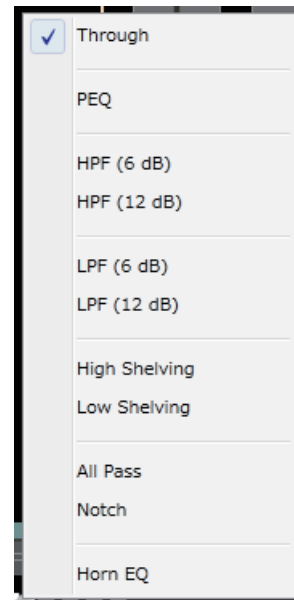 Through
PEQ
HPF (6 dB)
HPF (12 dB)
LPF (6 dB)
LPF (12 dB)
High Shelving
Low Shelving
All Pass
Notch
Horn EQ